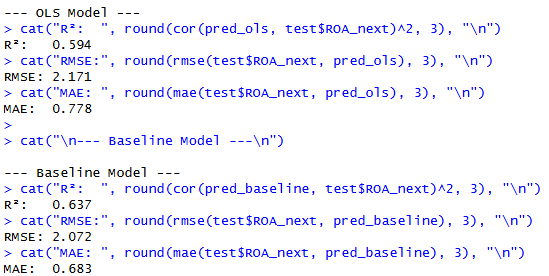 --- OLS Model ---
> cat("R²:  ", round(cor(pred_ols, test$ROA_next)^2, 3), "\n")
R²:   0.594
> cat("RMSE:", round(rmse(test$ROA_next, pred_ols), 3), "\n")
RMSE: 2.171
> cat("MAE: ", round(mae(test$ROA_next, pred_ols), 3), "\n")
MAE:  0.778
>
> cat("\n--- Baseline Model ---\n")

--- Baseline Model ---
> cat("R²:  ", round(cor(pred_baseline, test$ROA_next)^2, 3), "\n")
R²:   0.637
> cat("RMSE:", round(rmse(test$ROA_next, pred_baseline), 3), "\n")
RMSE: 2.072
> cat("MAE: ", round(mae(test$ROA_next, pred_baseline), 3), "\n")
MAE:  0.683